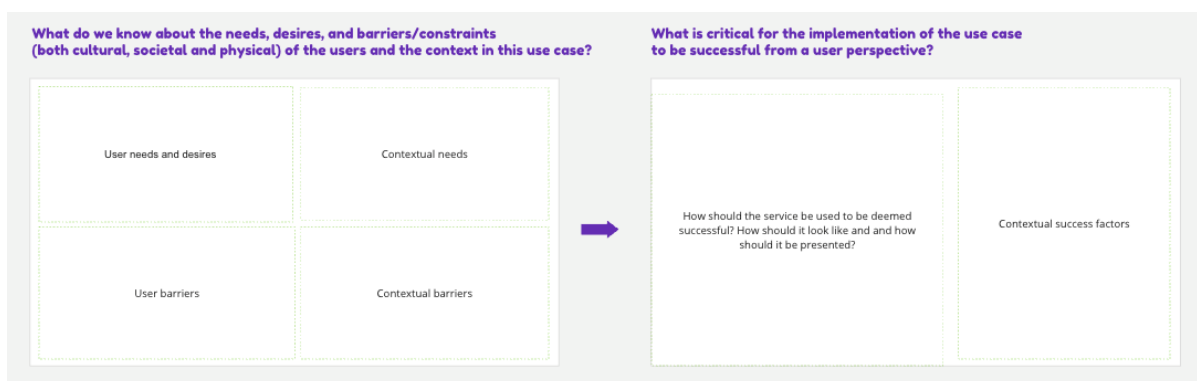 What do we know about the needs, desires, and barriers/constraints
(both cultural, societal and physical) of the users and the context in this use case?
User needs and desires
Contextual needs
User barriers
Contextual barriers
What is critical for the implementation of the use case
to be successful from a user perspective?
How should the service be used to be deemed
successful? How should it look like and and how
should it be presented?
Contextual success factors